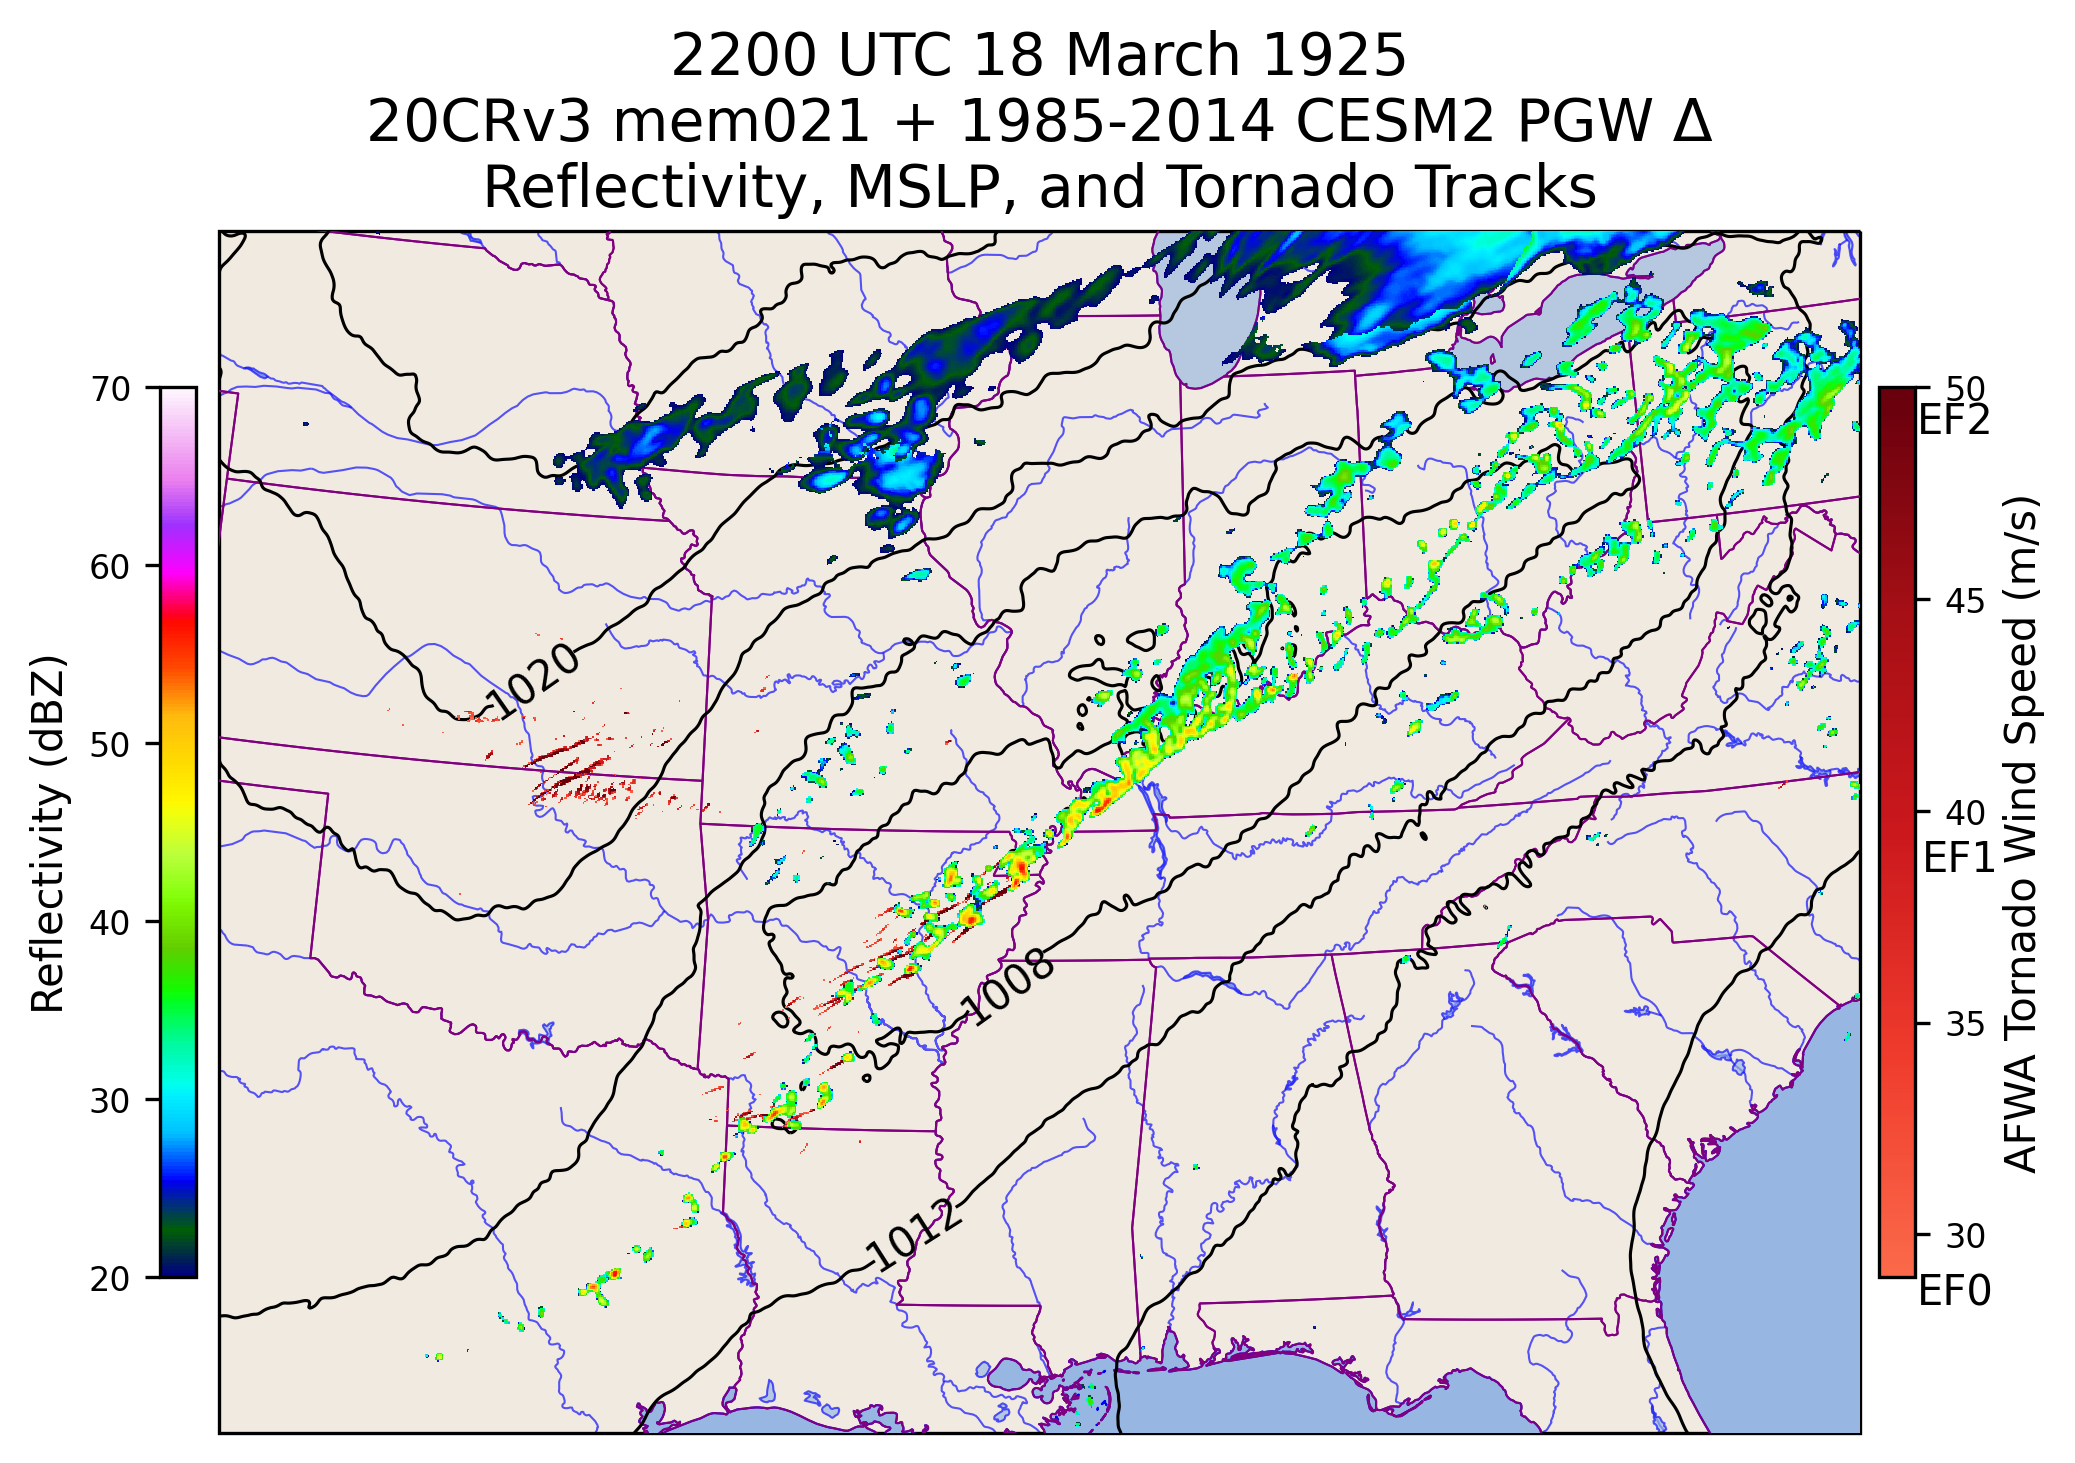 2200 UTC 18 March 1925
20CRv3 mem021 + 1985-2014 CESM2 PGW Δ
Reflectivity, MSLP, and Tornado Tracks
Reflectivity (dBZ)
70
60
50
40
30
20
1020
1008
1012
50
EF2
45
40
EF1
35
30
EF0
AFWA Tornado Wind Speed (m/s)